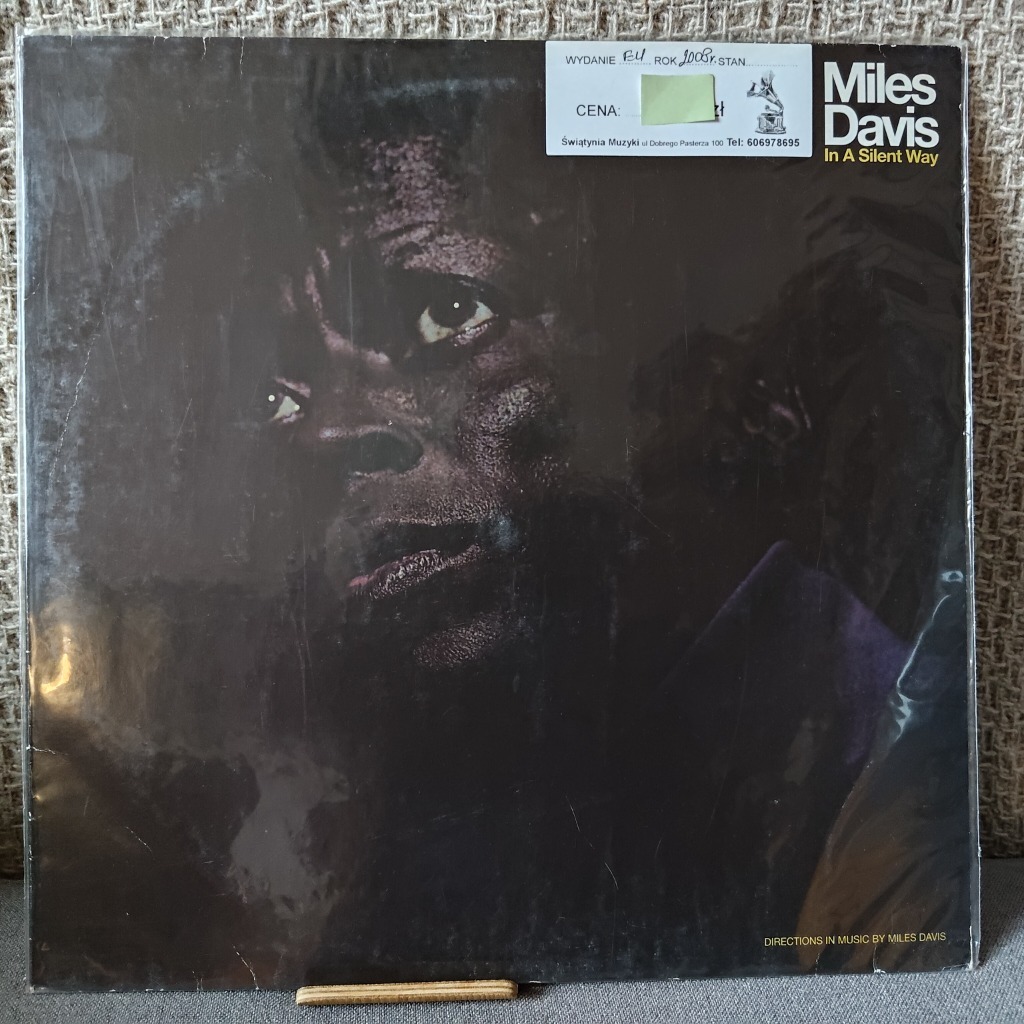 WYDANIE EU ROK 2008r. STAN
CENA: zł
Świątynia Muzyki ul Dobrego Pasterza 100 Tel: 606978695
Miles
Davis
In A Silent Way
DIRECTIONS IN MUSIC BY MILES DAVIS